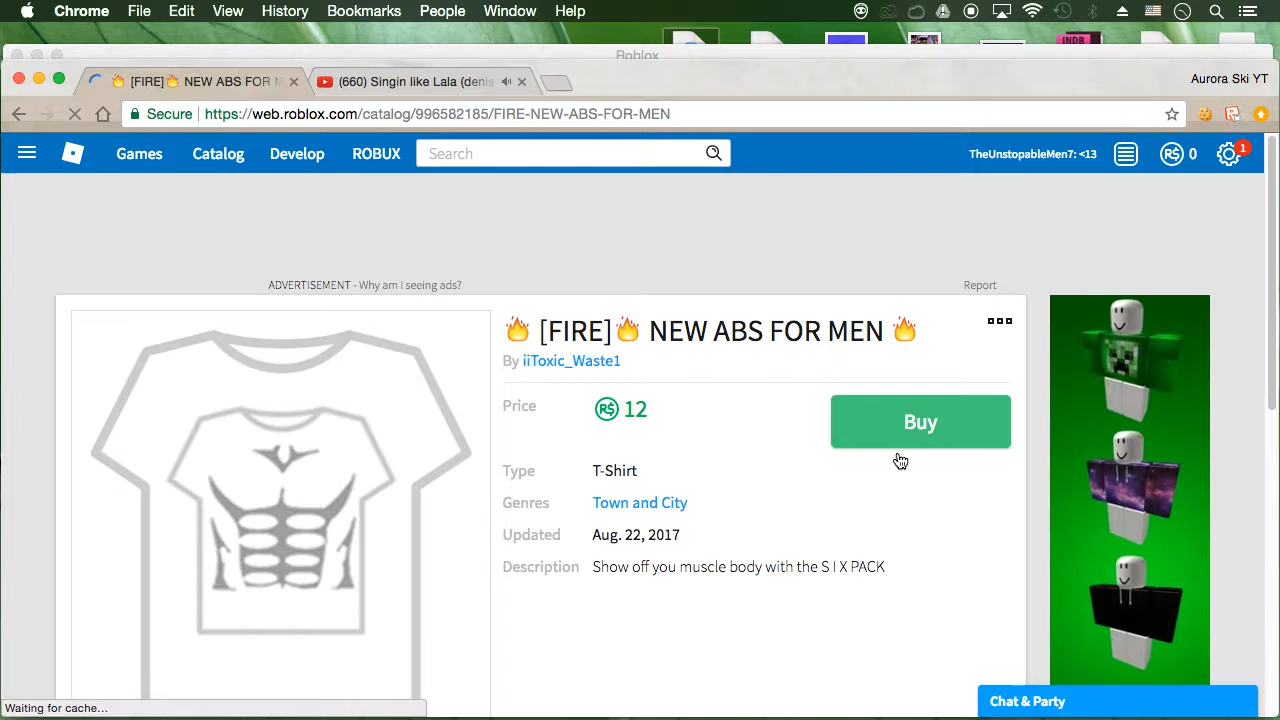 Chrome File Edit View History Bookmarks People Window Help
INDB
Roblox
🔥 [FIRE]🔥 NEW ABS FOR M
(660) Singin like Lala (denis
Aurora Ski YT
Secure https://web.roblox.com/catalog/996582185/FIRE-NEW-ABS-FOR-MEN
Games Catalog Develop ROBUX Search TheUnstopableMen7: <13 R$ 0 1
ADVERTISEMENT - Why am I seeing ads? Report
🔥 [FIRE]🔥 NEW ABS FOR MEN 🔥
By iiToxic_Waste1
Price R$ 12 Buy
Type T-Shirt
Genres Town and City
Updated Aug. 22, 2017
Description Show off you muscle body with the S I X PACK
Chat & Party
Waiting for cache...